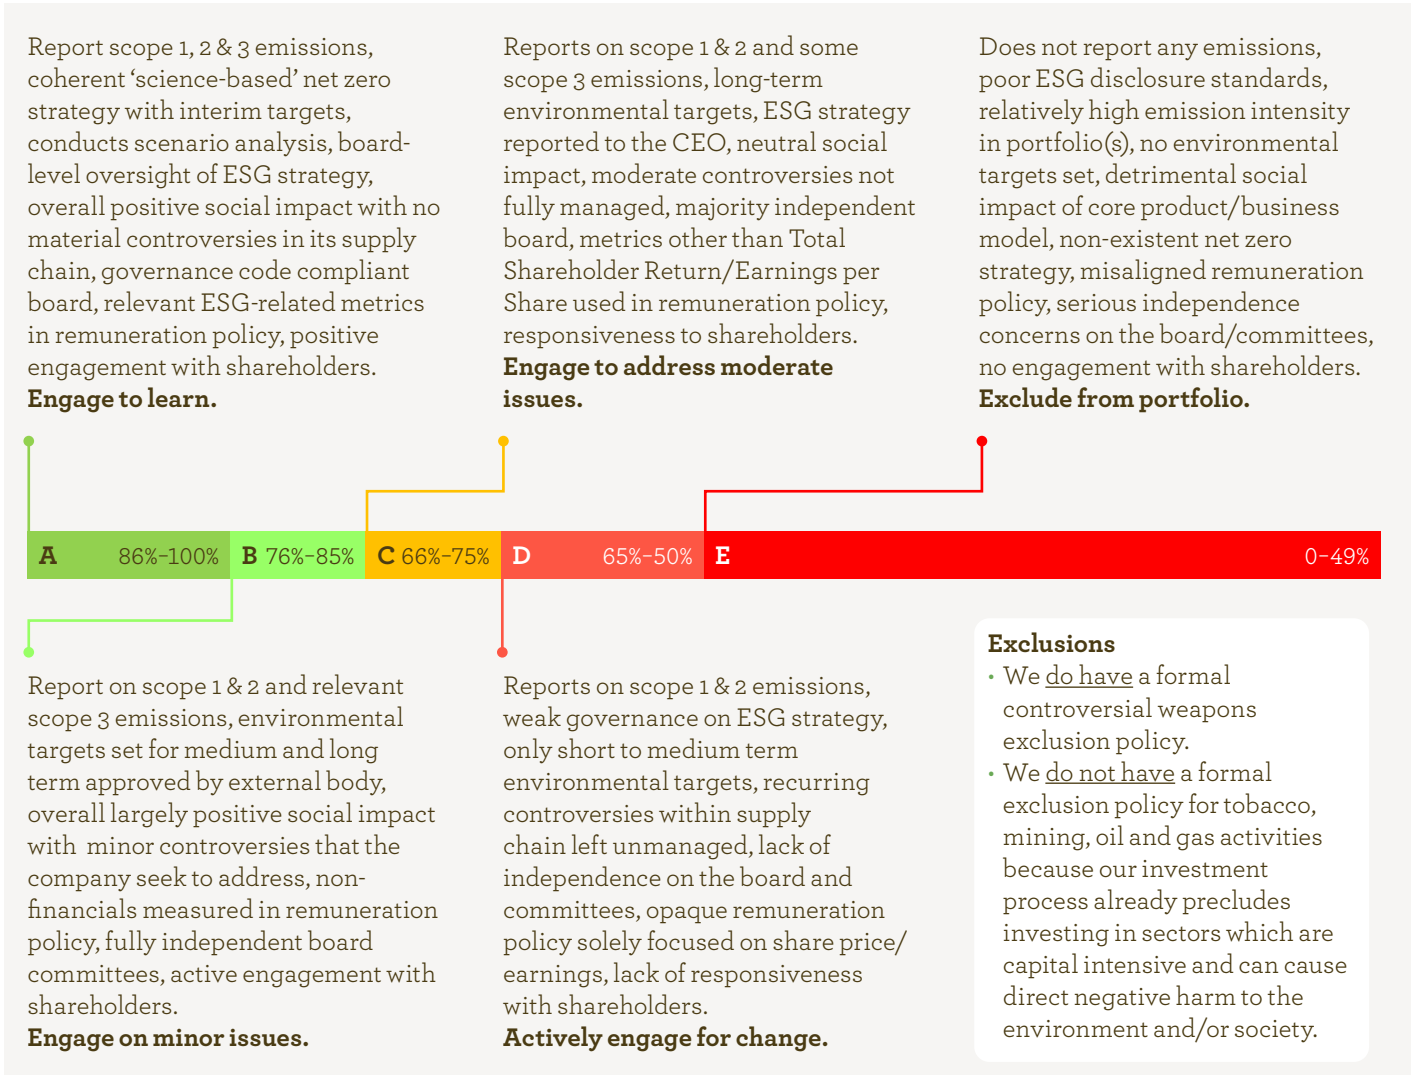 Report scope 1, 2 & 3 emissions,
coherent ‘science-based’ net zero
strategy with interim targets,
conducts scenario analysis, board-
level oversight of ESG strategy,
overall positive social impact with no
material controversies in its supply
chain, governance code compliant
board, relevant ESG-related metrics
in remuneration policy, positive
engagement with shareholders.
Engage to learn.
Reports on scope 1 & 2 and some
scope 3 emissions, long-term
environmental targets, ESG strategy
reported to the CEO, neutral social
impact, moderate controversies not
fully managed, majority independent
board, metrics other than Total
Shareholder Return/Earnings per
Share used in remuneration policy,
responsiveness to shareholders.
Engage to address moderate
issues.
Does not report any emissions,
poor ESG disclosure standards,
relatively high emission intensity
in portfolio(s), no environmental
targets set, detrimental social
impact of core product/business
model, non-existent net zero
strategy, misaligned remuneration
policy, serious independence
concerns on the board/committees,
no engagement with shareholders.
Exclude from portfolio.
A 86%–100% B 76%–85% C 66%–75% D 65%–50% E 0–49%
Report on scope 1 & 2 and relevant
scope 3 emissions, environmental
targets set for medium and long
term approved by external body,
overall largely positive social impact
with minor controversies that the
company seek to address, non-
financials measured in remuneration
policy, fully independent board
committees, active engagement with
shareholders.
Engage on minor issues.
Reports on scope 1 & 2 emissions,
weak governance on ESG strategy,
only short to medium term
environmental targets, recurring
controversies within supply
chain left unmanaged, lack of
independence on the board and
committees, opaque remuneration
policy solely focused on share price/
earnings, lack of responsiveness
with shareholders.
Actively engage for change.
Exclusions
• We do have a formal
controversial weapons
exclusion policy.
• We do not have a formal
exclusion policy for tobacco,
mining, oil and gas activities
because our investment
process already precludes
investing in sectors which are
capital intensive and can cause
direct negative harm to the
environment and/or society.